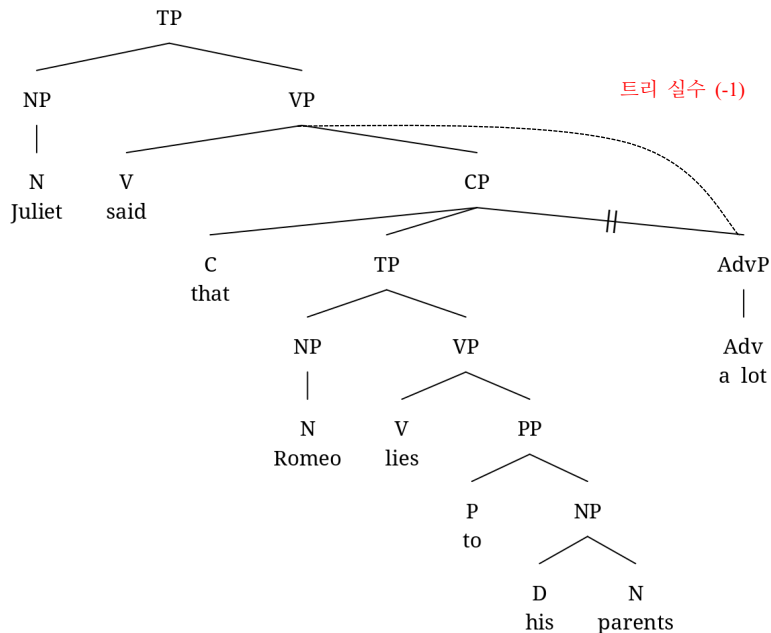 TP
트리 실수 (-1)
NP VP
N V CP
Juliet said
C TP AdvP
that
NP VP Adv
a lot
N V PP
Romeo lies
P NP
to
D N
his parents